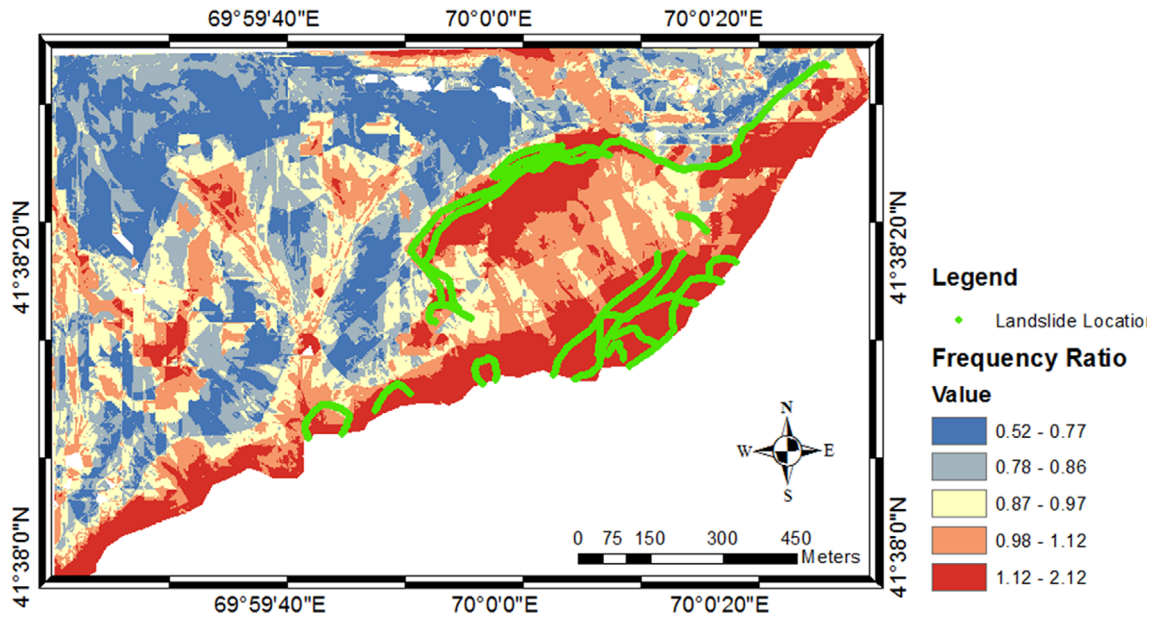 69°59'40"E 70°0'0"E 70°0'20"E
41°38'20"N
41°38'0"N
41°38'20"N
41°38'0"N
N
W E
S
0 75 150 300 450
Meters
69°59'40"E 70°0'0"E 70°0'20"E
Legend
Landslide Locatio
Frequency Ratio
Value
0.52 - 0.77
0.78 - 0.86
0.87 - 0.97
0.98 - 1.12
1.12 - 2.12